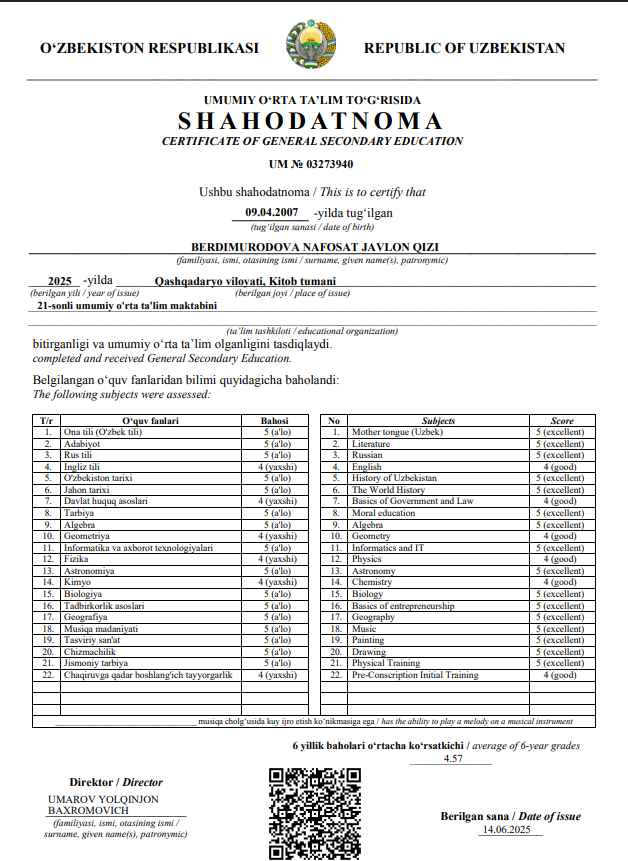 O‘ZBEKISTON RESPUBLIKASI REPUBLIC OF UZBEKISTAN
UMUMIY O‘RTA TA’LIM TO‘G‘RISIDA
SHAHODATNOMA
CERTIFICATE OF GENERAL SECONDARY EDUCATION
UM № 03273940
Ushbu shahodatnoma / This is to certify that
09.04.2007 -yilda tug‘ilgan
(tug‘ilgan sanasi / date of birth)
BERDIMURODOVA NAFOSAT JAVLON QIZI
(familiyasi, ismi, otasining ismi / surname, given name(s), patronymic)
2025 -yilda Qashqadaryo viloyati, Kitob tumani
(berilgan yili / year of issue) (berilgan joyi / place of issue)
21-sonli umumiy o'rta ta'lim maktabini
(ta’lim tashkiloti / educational organization)
bitirganligi va umumiy o‘rta ta’lim olganligini tasdiqlaydi.
completed and received General Secondary Education.
Belgilangan o‘quv fanlaridan bilimi quyidagicha baholandi:
The following subjects were assessed:
T/r O‘quv fanlari Bahosi No Subjects Score
1. Ona tili (O'zbek tili) 5 (a'lo) 1. Mother tongue (Uzbek) 5 (excellent)
2. Adabiyot 5 (a'lo) 2. Literature 5 (excellent)
3. Rus tili 5 (a'lo) 3. Russian 5 (excellent)
4. Ingliz tili 4 (yaxshi) 4. English 4 (good)
5. O'zbekiston tarixi 5 (a'lo) 5. History of Uzbekistan 5 (excellent)
6. Jahon tarixi 5 (a'lo) 6. The World History 5 (excellent)
7. Davlat huquq asoslari 4 (yaxshi) 7. Basics of Government and Law 4 (good)
8. Tarbiya 5 (a'lo) 8. Moral education 5 (excellent)
9. Algebra 5 (a'lo) 9. Algebra 5 (excellent)
10. Geometriya 4 (yaxshi) 10. Geometry 4 (good)
11. Informatika va axborot texnologiyalari 5 (a'lo) 11. Informatics and IT 5 (excellent)
12. Fizika 4 (yaxshi) 12. Physics 4 (good)
13. Astronomiya 5 (a'lo) 13. Astronomy 5 (excellent)
14. Kimyo 4 (yaxshi) 14. Chemistry 4 (good)
15. Biologiya 5 (a'lo) 15. Biology 5 (excellent)
16. Tadbirkorlik asoslari 5 (a'lo) 16. Basics of entrepreneurship 5 (excellent)
17. Geografiya 5 (a'lo) 17. Geography 5 (excellent)
18. Musiqa madaniyati 5 (a'lo) 18. Music 5 (excellent)
19. Tasviriy san'at 5 (a'lo) 19. Painting 5 (excellent)
20. Chizmachilik 5 (a'lo) 20. Drawing 5 (excellent)
21. Jismoniy tarbiya 5 (a'lo) 21. Physical Training 5 (excellent)
22. Chaqiruvga qadar boshlang'ich tayyorgarlik 4 (yaxshi) 22. Pre-Conscription Initial Training 4 (good)
musiqa cholg‘usida kuy ijro etish ko‘nikmasiga ega / has the ability to play a melody on a musical instrument
6 yillik baholari o‘rtacha ko‘rsatkichi / average of 6-year grades
4.57
Direktor / Director
UMAROV YOLQINJON
BAXROMOVICH
(familiyasi, ismi, otasining ismi /
surname, given name(s), patronymic)
Berilgan sana / Date of issue
14.06.2025